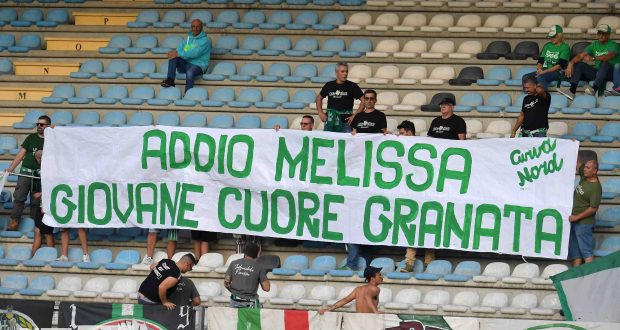 P
O
ADDIO MELISSA
GIOVANE CUORE GRANATA
Curva
Nord